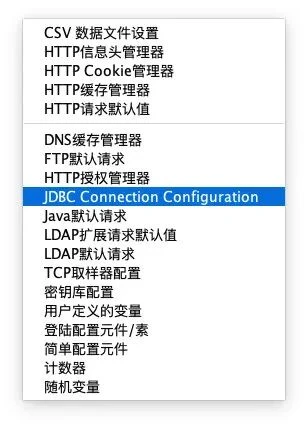 CSV 数据文件设置
HTTP信息头管理器
HTTP Cookie管理器
HTTP缓存管理器
HTTP请求默认值
DNS缓存管理器
FTP默认请求
HTTP授权管理器
JDBC Connection Configuration
Java默认请求
LDAP扩展请求默认值
LDAP默认请求
TCP取样器配置
密钥库配置
用户定义的变量
登陆配置元件/素
简单配置元件
计数器
随机变量